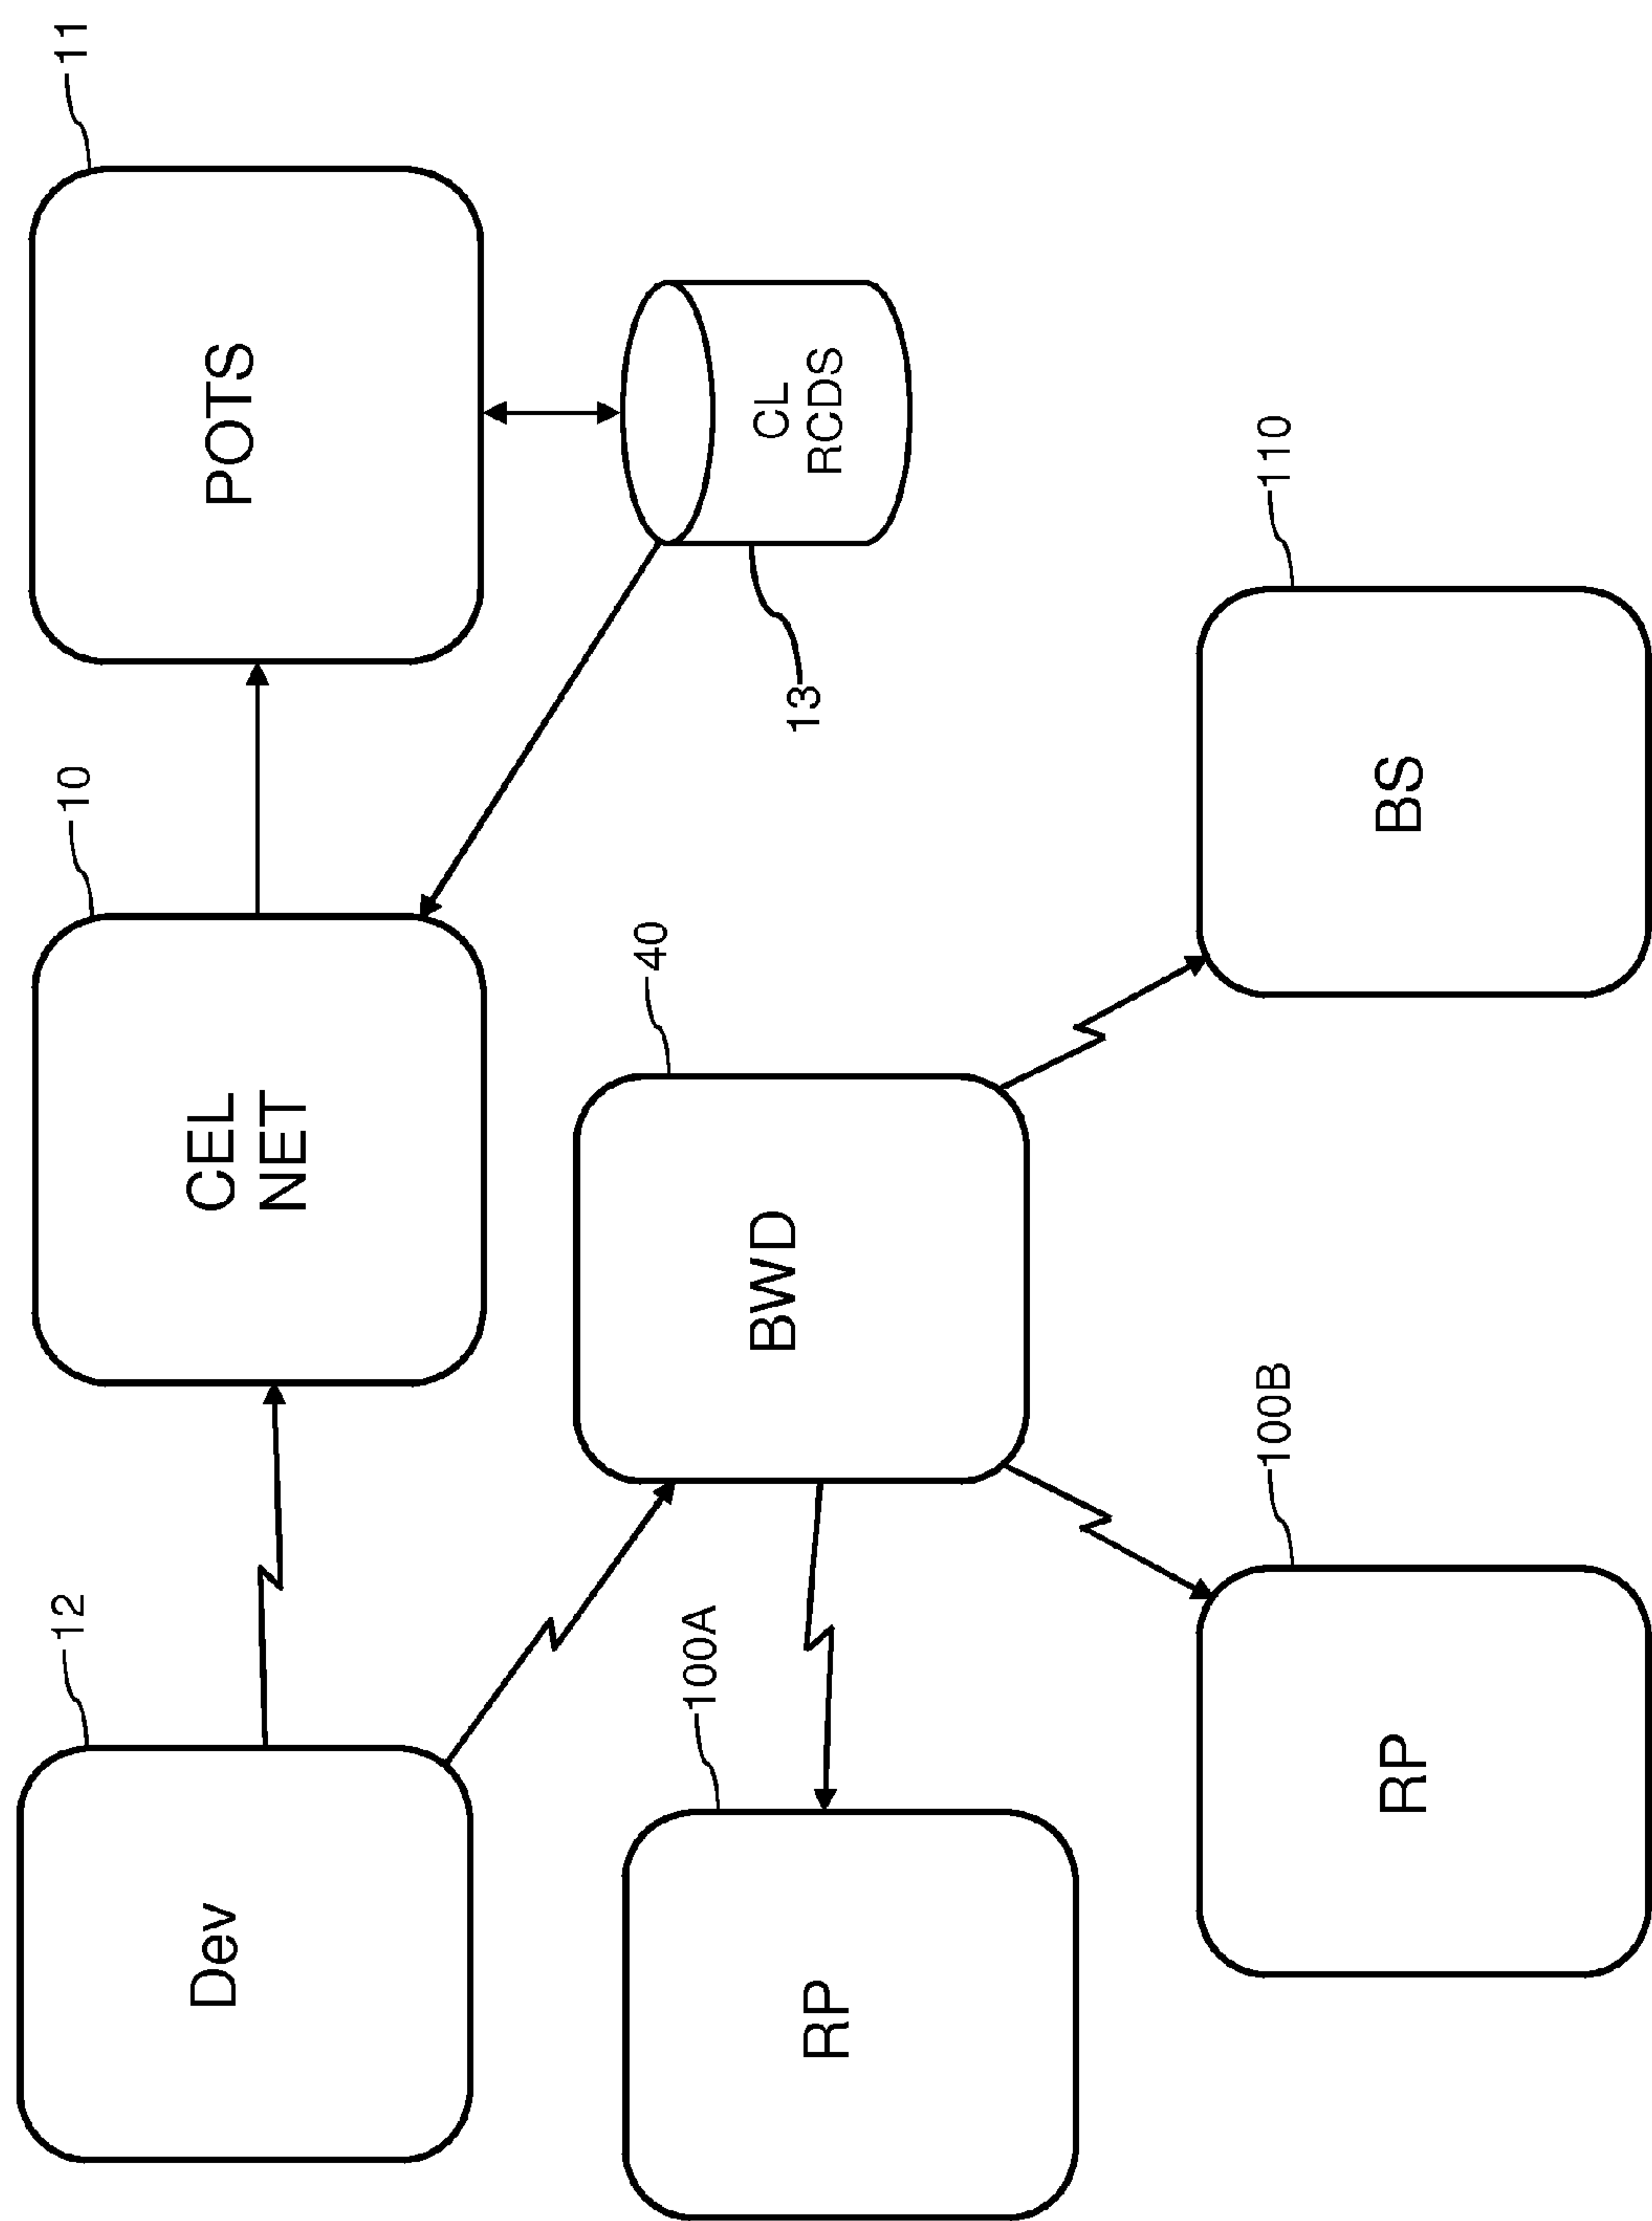 12
10
11
Dev
CEL
NET
POTS
100A
40
13
RP
BWD
CL
RCDS
100B
110
RP
BS